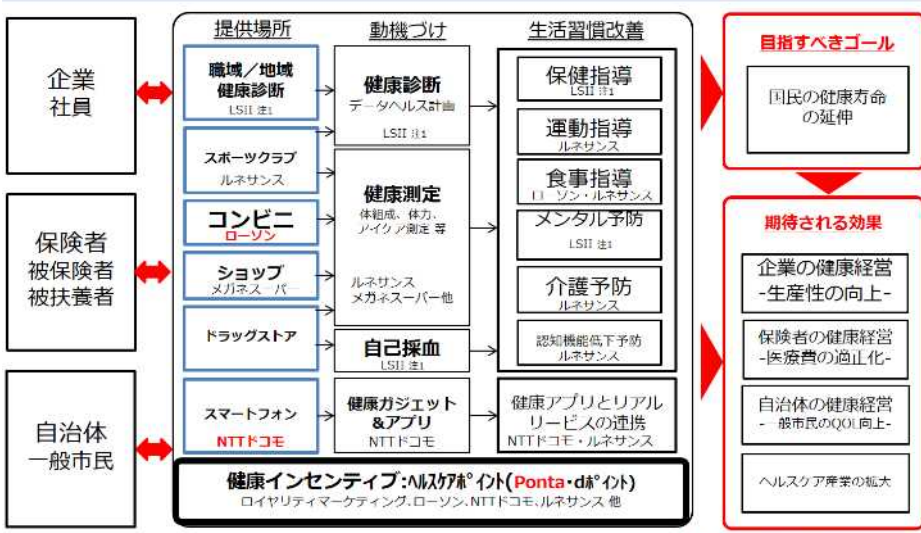 企業
社員
保険者
被保険者
被扶養者
自治体
一般市民
提供場所
職域／地域
健康診断
LSII 注1
スポーツクラブ
ルネサンス
コンビニ
ローソン
ショップ
メガネスーパー
ドラッグストア
スマートフォン
NTTドコモ
動機づけ
健康診断
データヘルス計画
LSII 注1
健康測定
体組成、体力、
アイケア測定 等
ルネサンス
メガネスーパー他
自己採血
LSII 注1
健康ガジェット
&アプリ
NTTドコモ
生活習慣改善
保健指導
LSII 注1
運動指導
ルネサンス
食事指導
ローソン・ルネサンス
メンタル予防
LSII 注1
介護予防
ルネサンス
認知機能低下予防
ルネサンス
健康アプリとリアル
サービスの連携
NTTドコモ・ルネサンス
健康インセンティブ:ヘルスケアポイント(Ponta・dポイント)
ロイヤリティマーケティング、ローソン、NTTドコモ、ルネサンス 他
目指すべきゴール
国民の健康寿命
の延伸
期待される効果
企業の健康経営
-生産性の向上-
保険者の健康経営
-医療費の適正化-
自治体の健康経営
-一般市民のQOL向上-
ヘルスケア産業の拡大